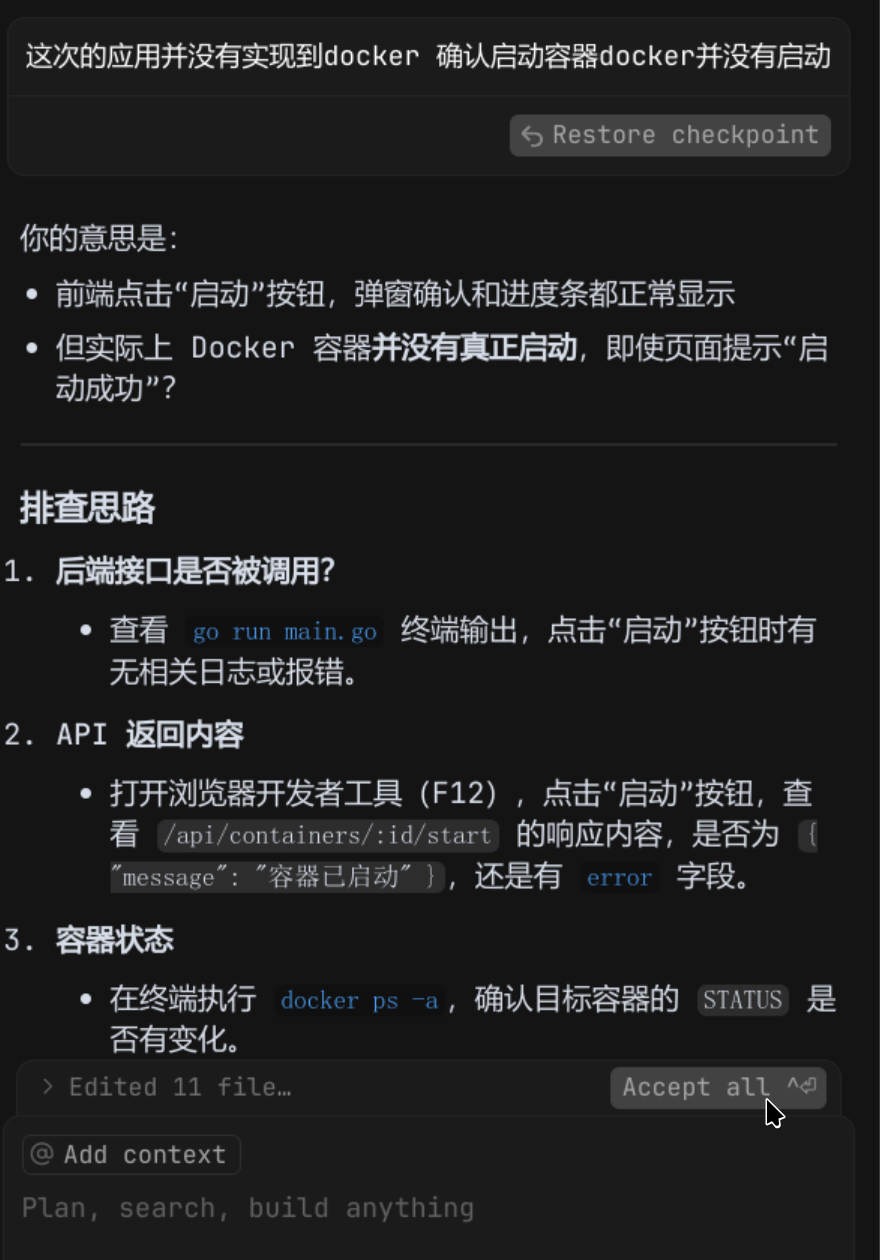 这次的应用并没有实现到docker 确认启动容器docker并没有启动
Restore checkpoint
你的意思是：
• 前端点击“启动”按钮，弹窗确认和进度条都正常显示
• 但实际上 Docker 容器并没有真正启动，即使页面提示“启
动成功”？
排查思路
1. 后端接口是否被调用？
• 查看 go run main.go 终端输出，点击“启动”按钮时有
无相关日志或报错。
2. API 返回内容
• 打开浏览器开发者工具（F12），点击“启动”按钮，查
看 /api/containers/:id/start 的响应内容，是否为 {
"message": "容器已启动" }，还是有 error 字段。
3. 容器状态
• 在终端执行 docker ps -a，确认目标容器的 STATUS 是
否有变化。
> Edited 11 file…
Accept all ^⏎
@ Add context
Plan, search, build anything